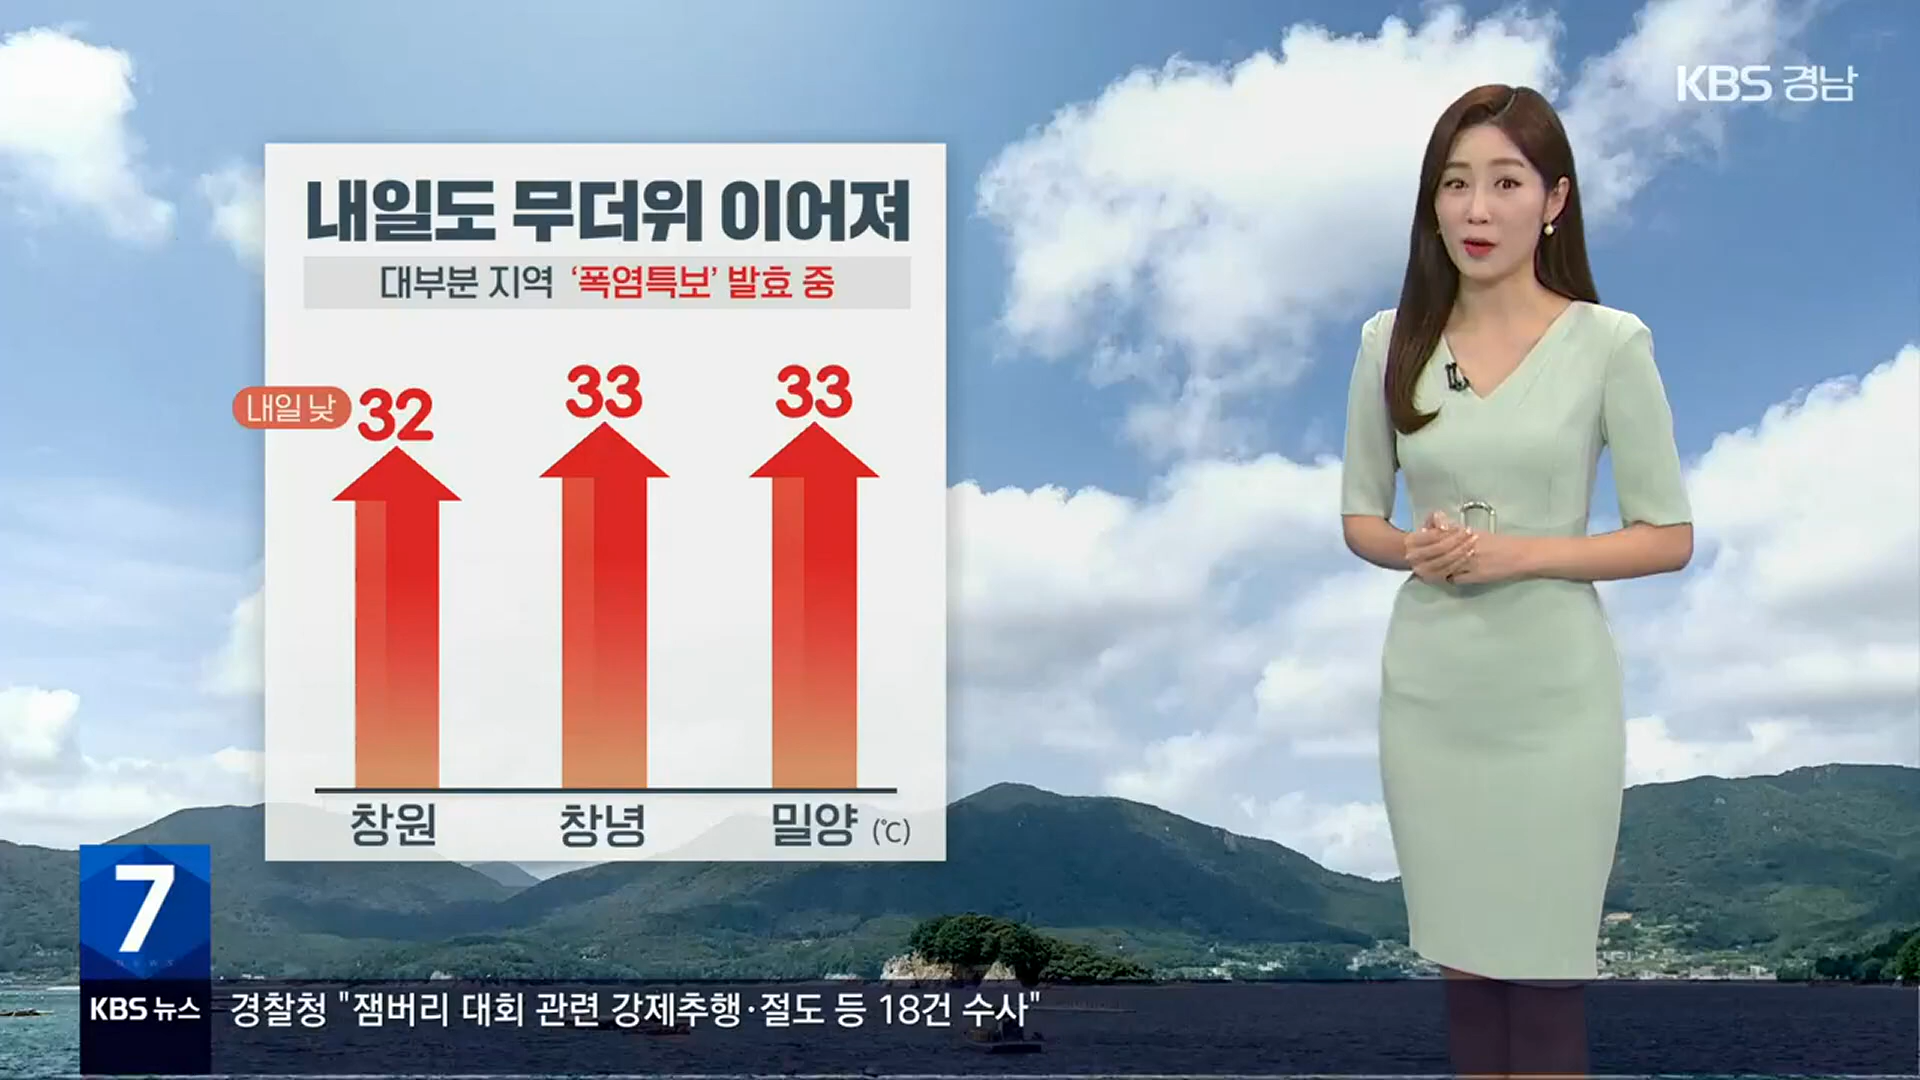 KBS 경남
내일도 무더위 이어져
대부분 지역 ‘폭염특보’ 발효 중
내일 낮
32
33
33
창원
창녕
밀양
(℃)
7
NEWS
KBS 뉴스
경찰청 "잼버리 대회 관련 강제추행·절도 등 18건 수사"